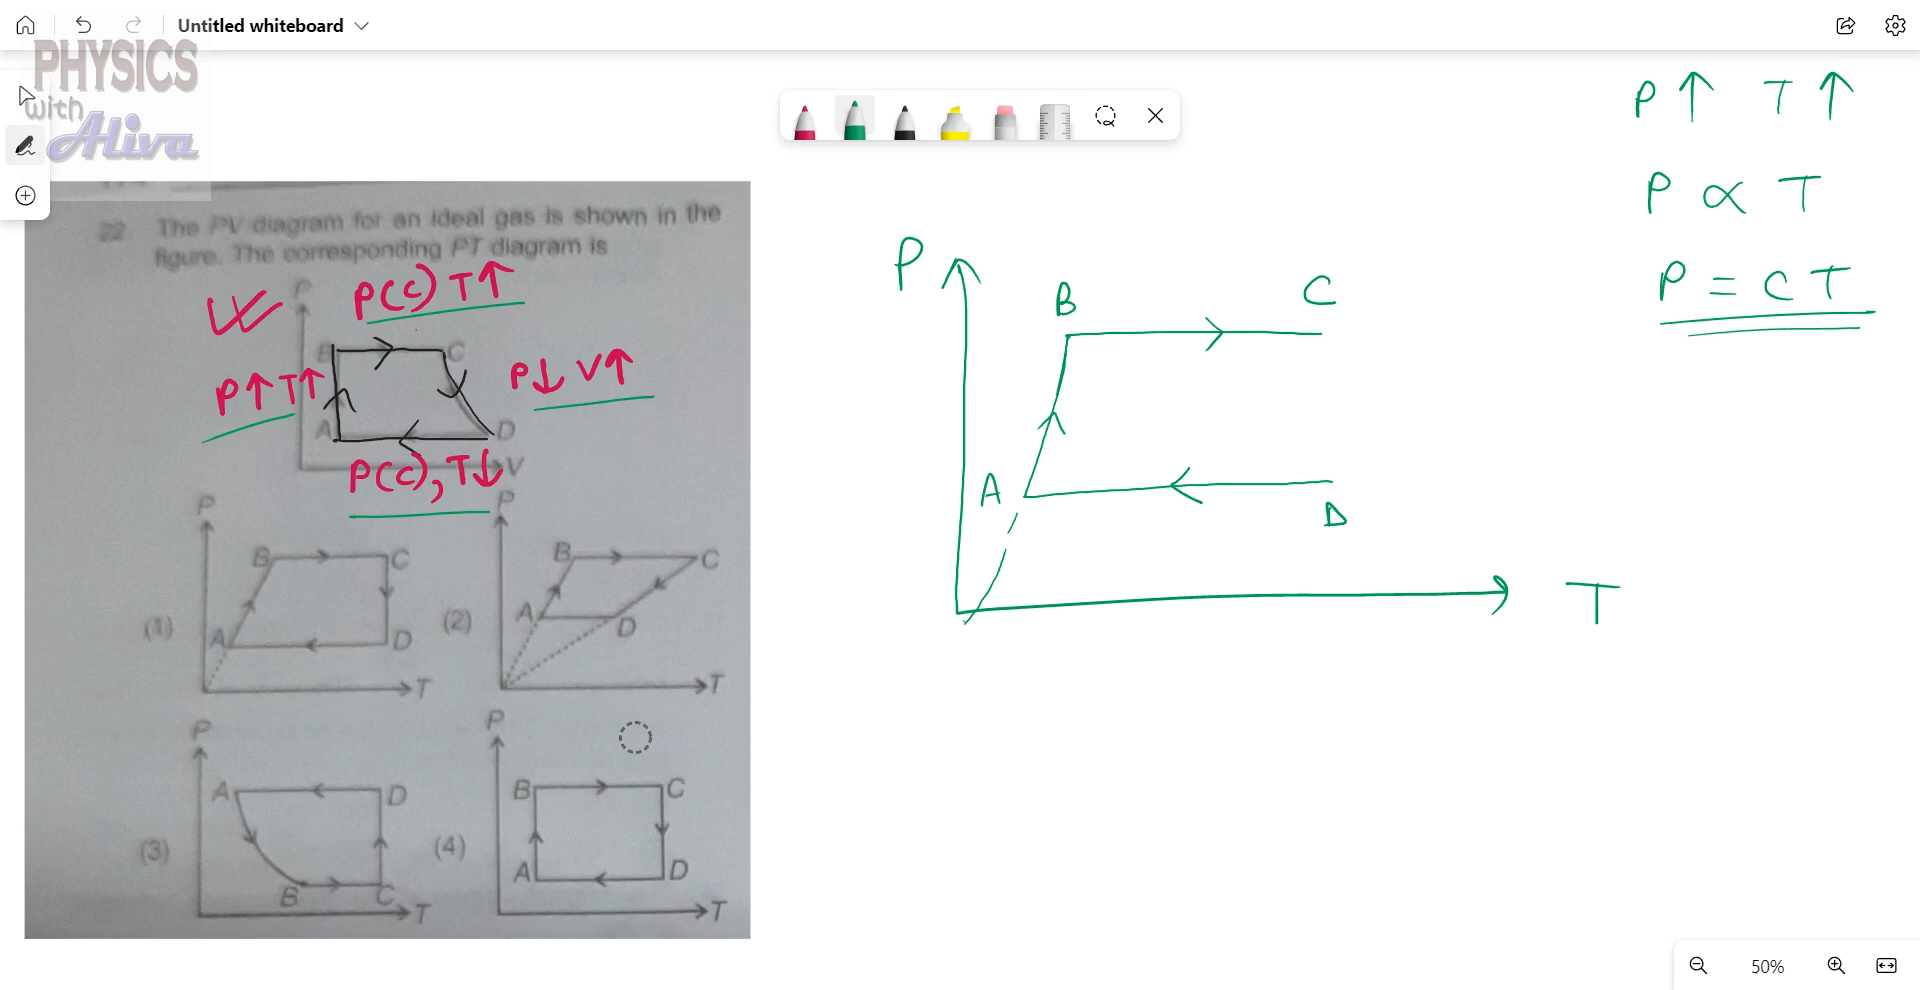 Untitled whiteboard
PHYSICS
with
Aliva
22. The PV diagram for an ideal gas is shown in the
figure. The corresponding PT diagram is
P
P(C) T↑
B
C
P↑ T↑
P↓ V↑
A
D
V
P(C), T↓
(1)
P
B
C
A
D
T
(2)
P
B
C
A
D
T
(3)
P
A
D
B
C
T
(4)
P
B
C
A
D
T
P
B
C
A
D
T
P↑ T↑
P ∝ T
P = C T
50%